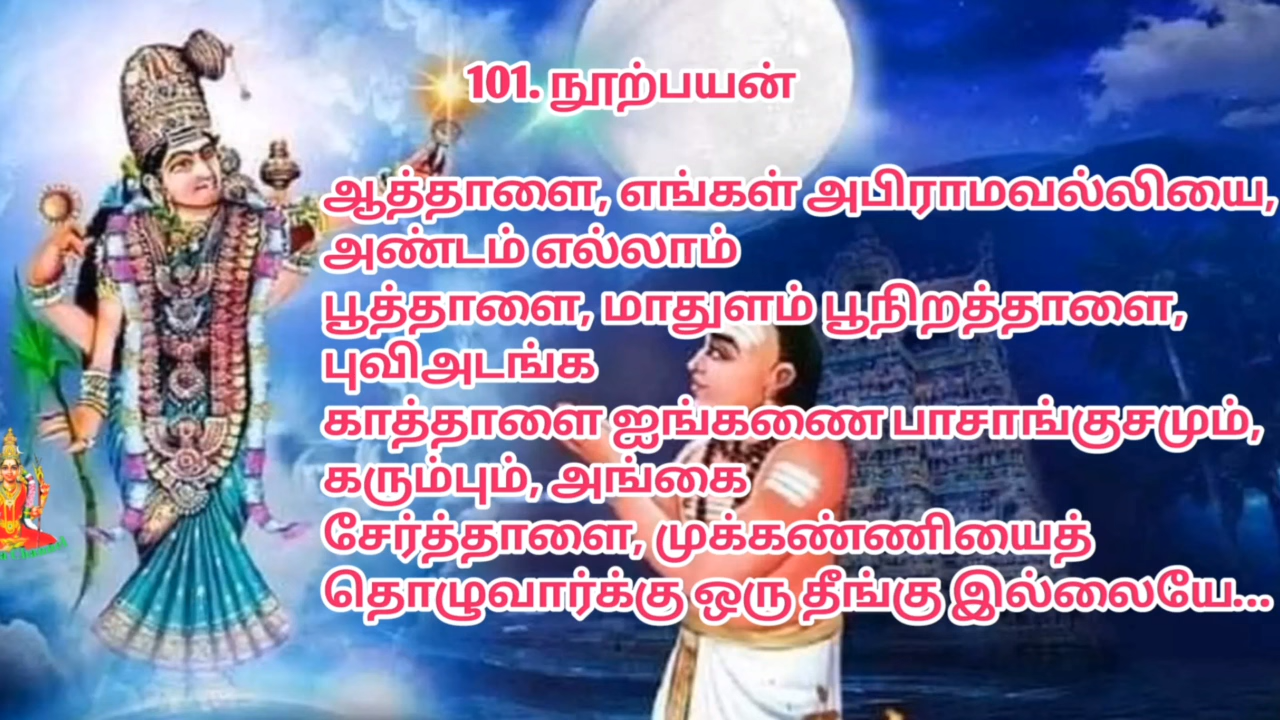 101. நூற்பயன்
ஆத்தாளை, எங்கள் அபிராமவல்லியை,
அண்டம் எல்லாம்
பூத்தாளை, மாதுளம் பூநிறத்தாளை,
புவிஅடங்க
காத்தாளை ஐங்கணை பாசாங்குசமும்,
கரும்பும், அங்கை
சேர்த்தாளை, முக்கண்ணியைத்
தொழுவார்க்கு ஒரு தீங்கு இல்லையே...